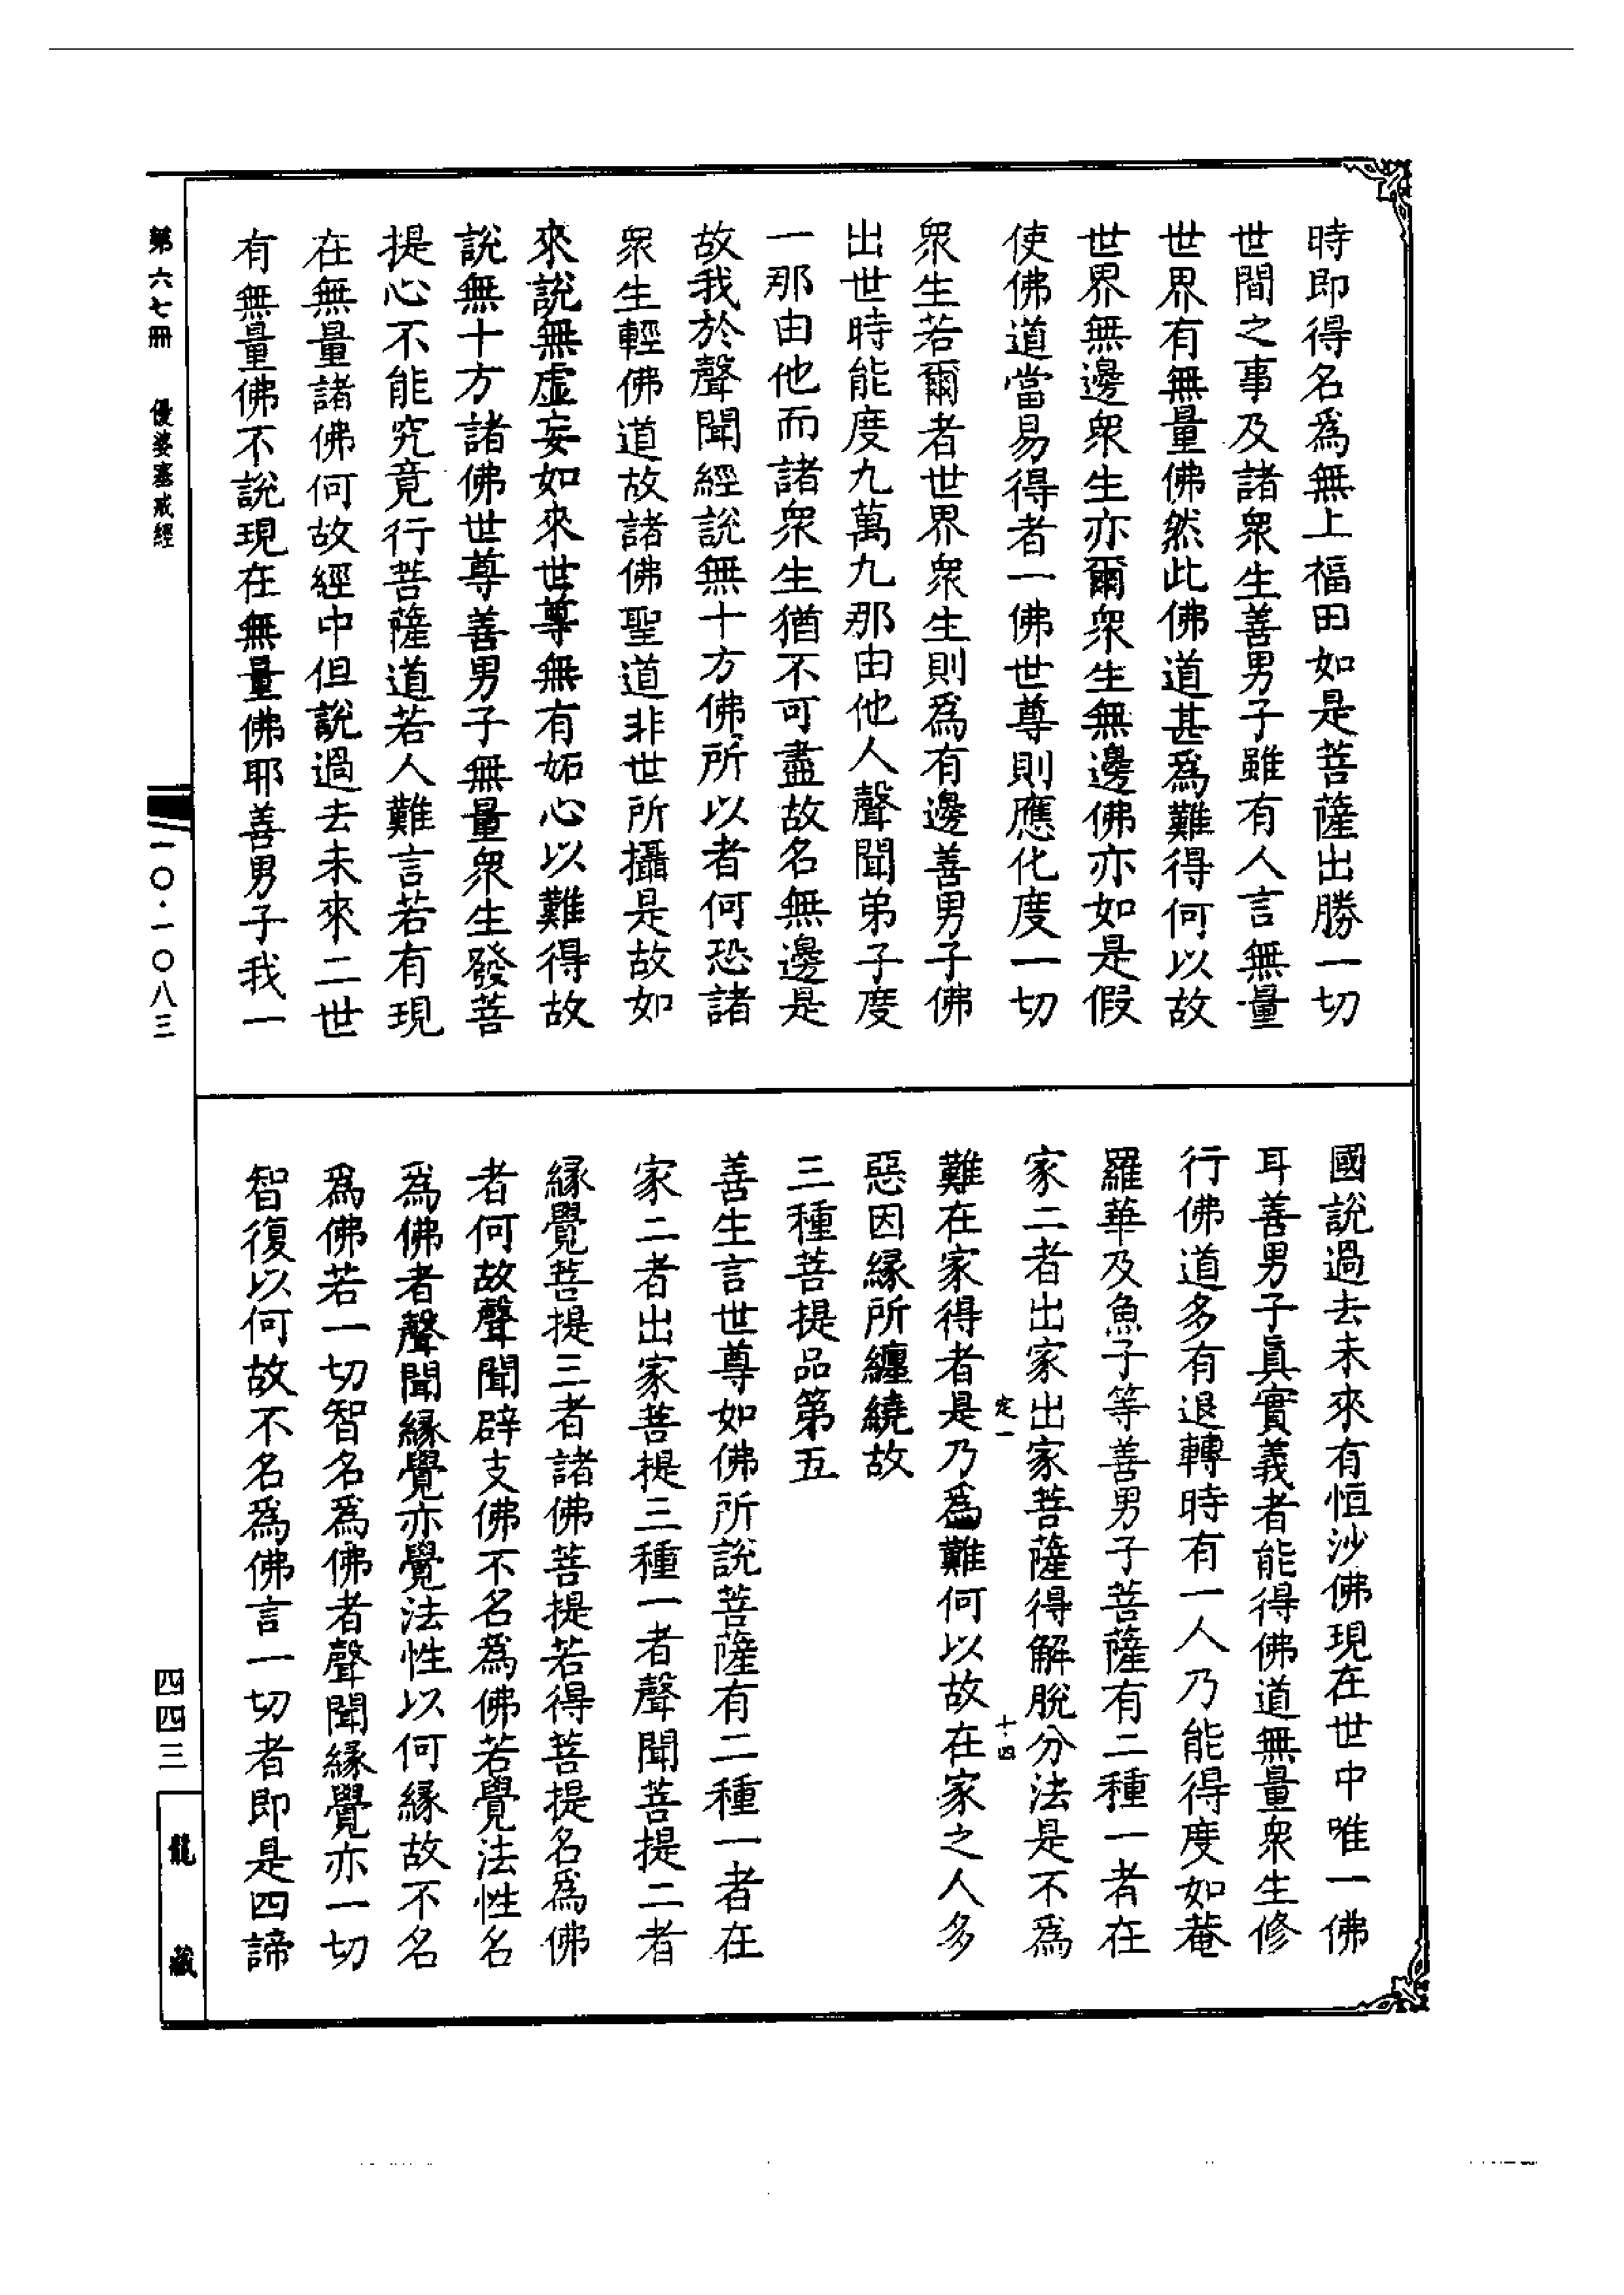 時即得名爲無上福田如是菩薩出勝一切
世間之事及諸衆生善男子雖有人言無量
世界有無量佛然此佛道甚爲難得何以故
世界無邊衆生亦爾衆生無邊佛亦如是假
使佛道當易得者一佛世尊則應化度一切
衆生若爾者世界衆生則爲有邊善男子佛
出世時能度九萬九那由他人聲聞弟子度
一那由他而諸衆生猶不可盡故名無邊是
故我於聲聞經說無十方佛所以者何恐諸
衆生輕佛道故諸佛聖道非世所攝是故如
來說無虛妄如來世尊無有妬心以難得故
說無十方諸佛世尊善男子無量衆生發菩
提心不能究竟行菩薩道若人難言若有現
在無量諸佛何故經中但說過去未來二世
有無量佛不說現在無量佛耶善男子我一
國說過去未來有恒沙佛現在世中唯一佛
耳善男子真實義者能得佛道無量衆生修
行佛道多有退轉時有一人乃能得度如菴
羅華及魚子等善男子菩薩有二種一者在
家二者出家出家菩薩得解脫分法是不爲
定一 十四
難在家得者是乃爲難何以故在家之人多
惡因緣所纏繞故
三種菩提品第五
善生言世尊如佛所說菩薩有二種一者在
家二者出家菩提三種一者聲聞菩提二者
緣覺菩提三者諸佛菩提若得菩提名爲佛
者何故聲聞辟支佛不名爲佛若覺法性名
爲佛者聲聞緣覺亦覺法性以何緣故不名
爲佛若一切智名爲佛者聲聞緣覺亦一切
智復以何故不名爲佛言一切者即是四諦
第六七冊 優婆塞戒經
一〇·一〇八三
四四三
龍藏